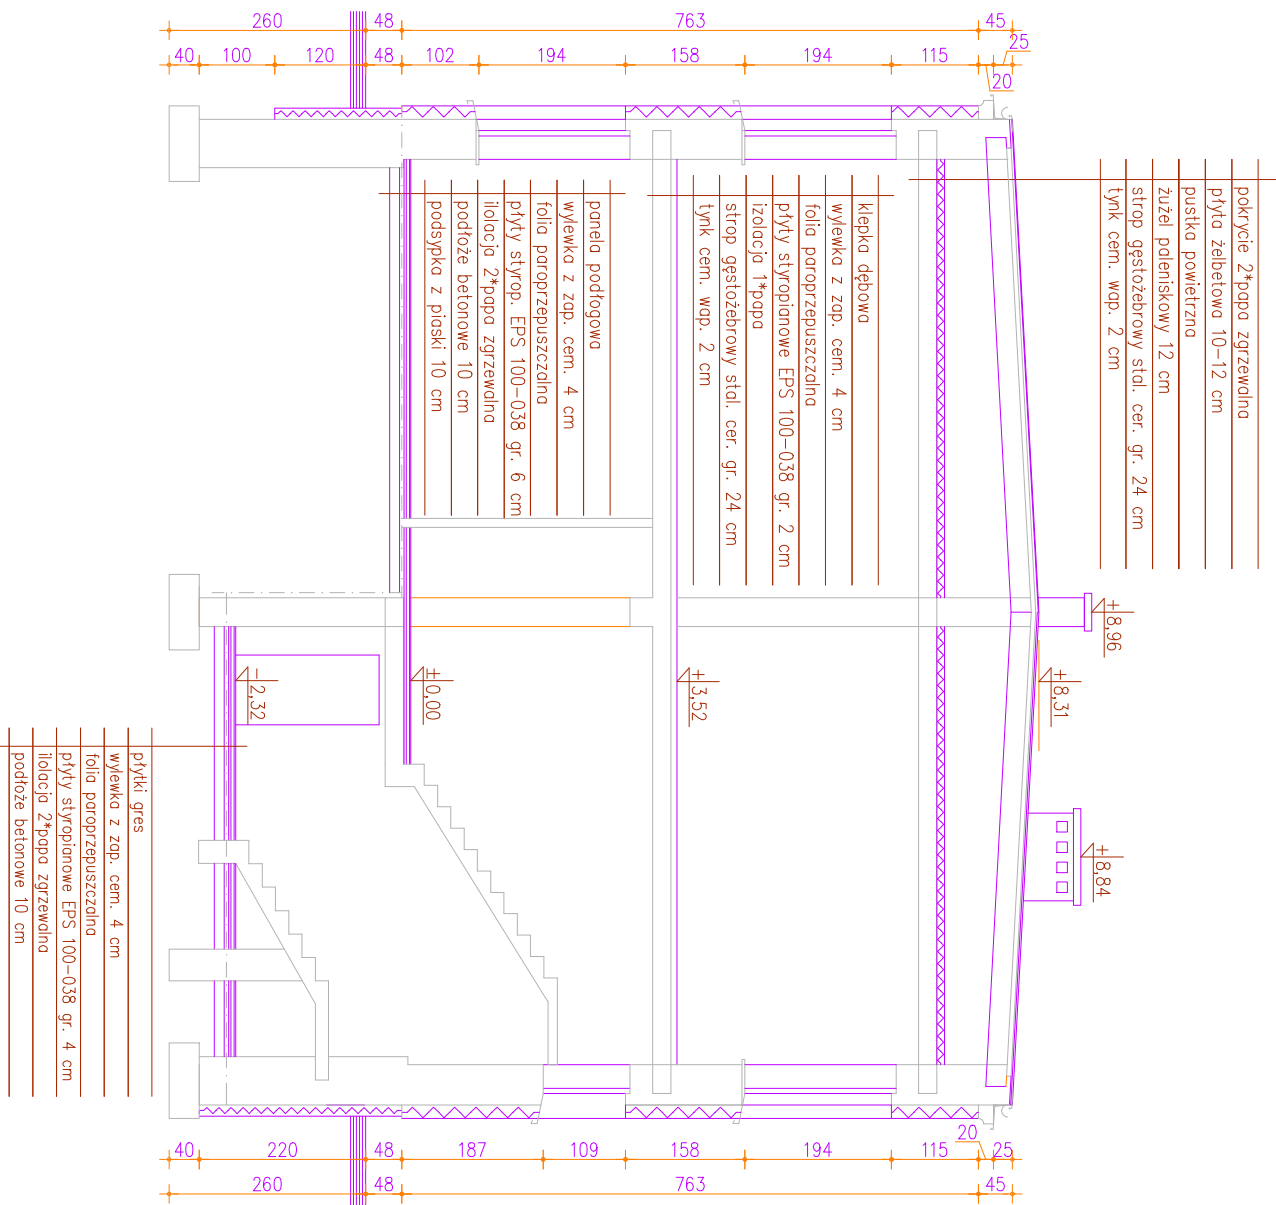 260
48
763
45
40
100
120
48
102
194
158
194
115
25
20
pokrycie 2*papa zgrzewalna
płyta żelbetowa 10-12 cm
pustka powietrzna
żużel paleniskowy 12 cm
strop gęstożebrowy stal. cer. gr. 24 cm
tynk cem. wap. 2 cm
klepka dębowa
wylewka z zap. cem. 4 cm
folia paroprzepuszczalna
płyty styropianowe EPS 100-038 gr. 2 cm
izolacja 1*papa
strop gęstożebrowy stal. cer. gr. 24 cm
tynk cem. wap. 2 cm
panela podłogowa
wylewka z zap. cem. 4 cm
folia paroprzepuszczalna
płyty styrop. EPS 100-038 gr. 6 cm
ilolacja 2*papa zgrzewalna
podłoże betonowe 10 cm
podsypka z piaski 10 cm
+8,96
+8,31
+3,52
±0,00
-2,32
+8,84
płytki gres
wylewka z zap. cem. 4 cm
folia paroprzepuszczalna
płyty styropianowe EPS 100-038 gr. 4 cm
ilolacja 2*papa zgrzewalna
podłoże betonowe 10 cm
40
220
48
187
109
158
194
115
20
25
260
48
763
45